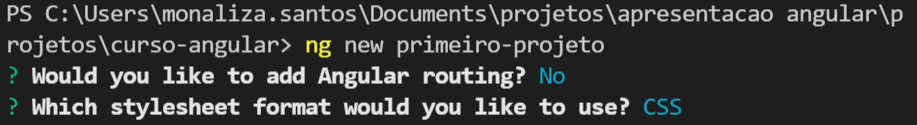 PS C:\Users\monaliza.santos\Documents\projetos\apresentacao angular\p
rojetos\curso-angular> ng new primeiro-projeto
? Would you like to add Angular routing? No
? Which stylesheet format would you like to use? CSS